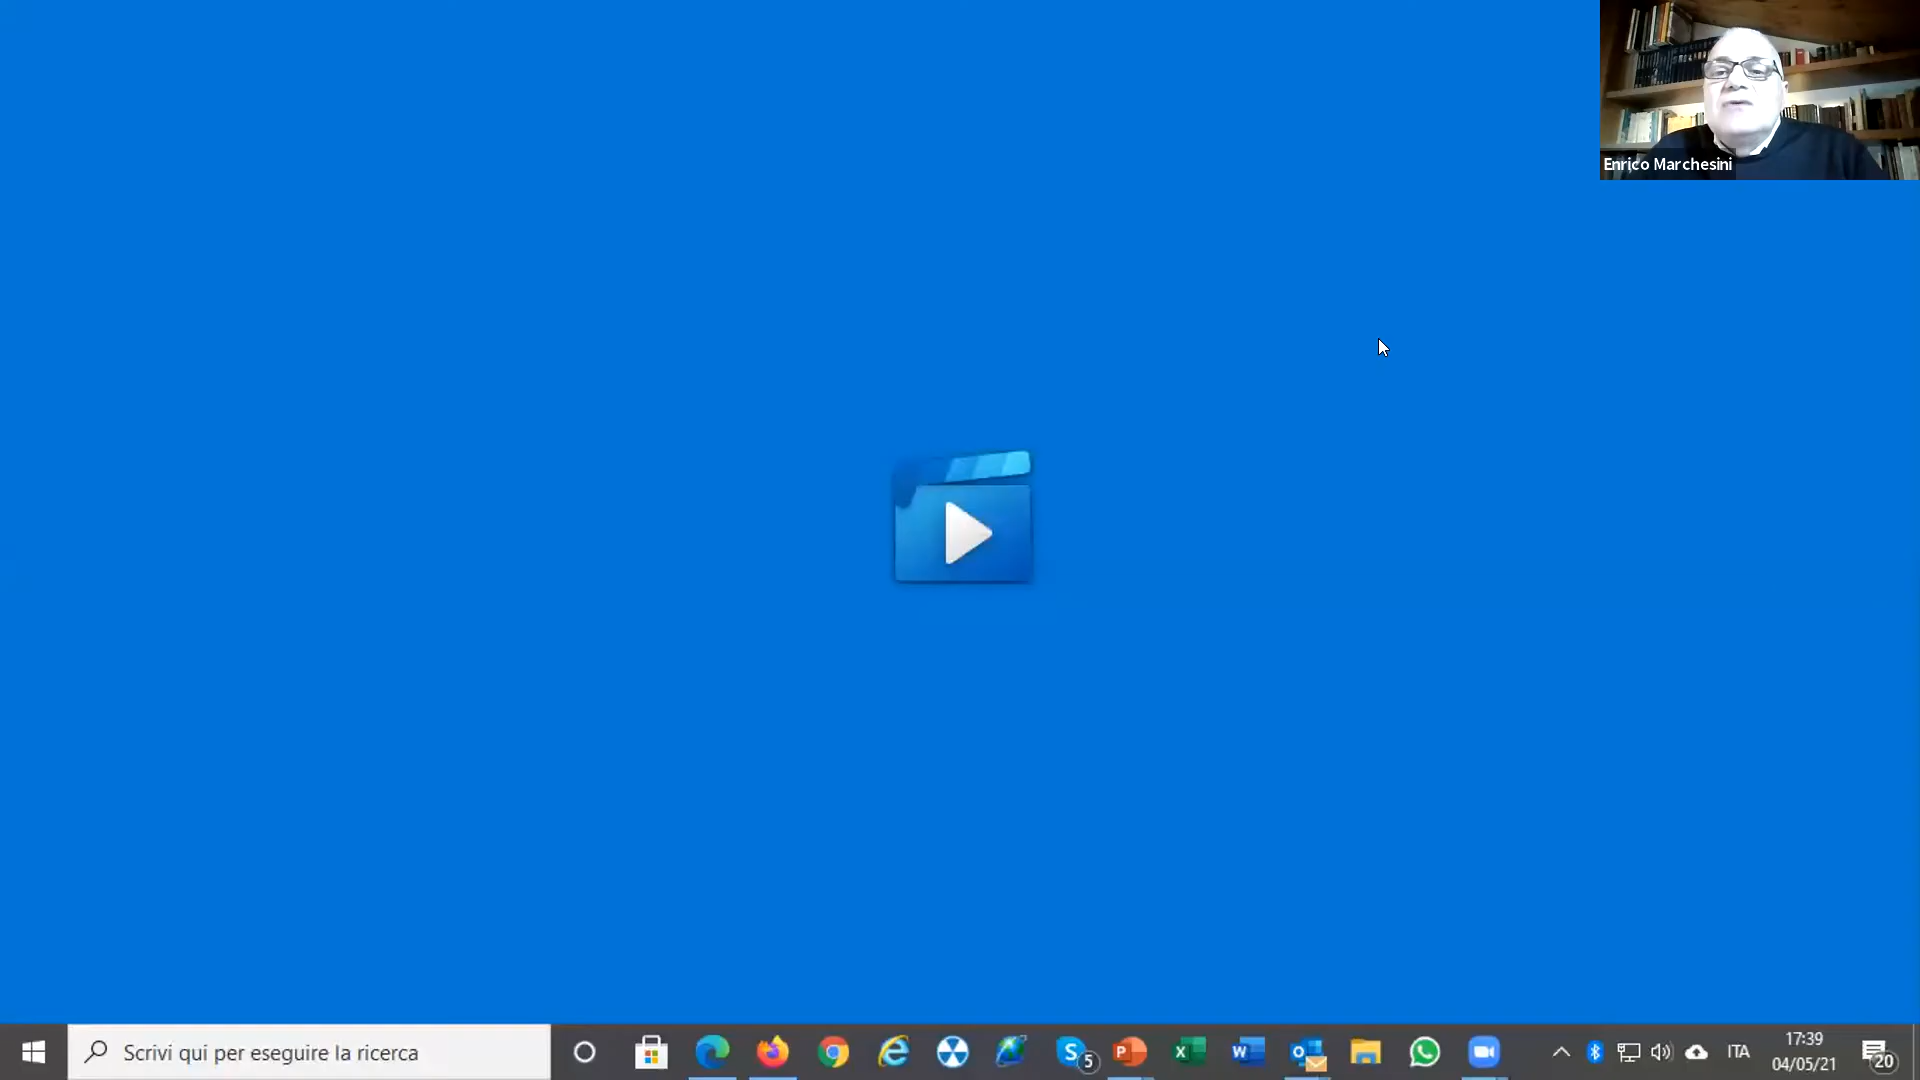 Enrico Marchesini
Scrivi qui per eseguire la ricerca
5
ITA
17:39
04/05/21
20